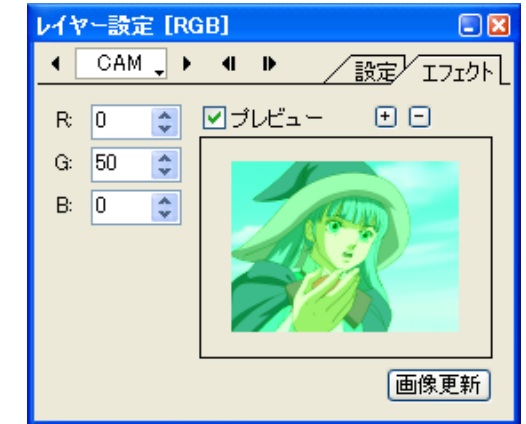 レイヤー設定 [RGB]
CAM
設定 エフェクト
R: 0
G: 50
B: 0
プレビュー
画像更新